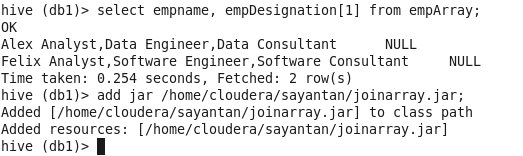 hive (db1)> select empname, empDesignation[1] from empArray;
OK
Alex Analyst,Data Engineer,Data Consultant      NULL
Felix Analyst,Software Engineer,Software Consultant     NULL
Time taken: 0.254 seconds, Fetched: 2 row(s)
hive (db1)> add jar /home/cloudera/sayantan/joinarray.jar;
Added [/home/cloudera/sayantan/joinarray.jar] to class path
Added resources: [/home/cloudera/sayantan/joinarray.jar]
hive (db1)>